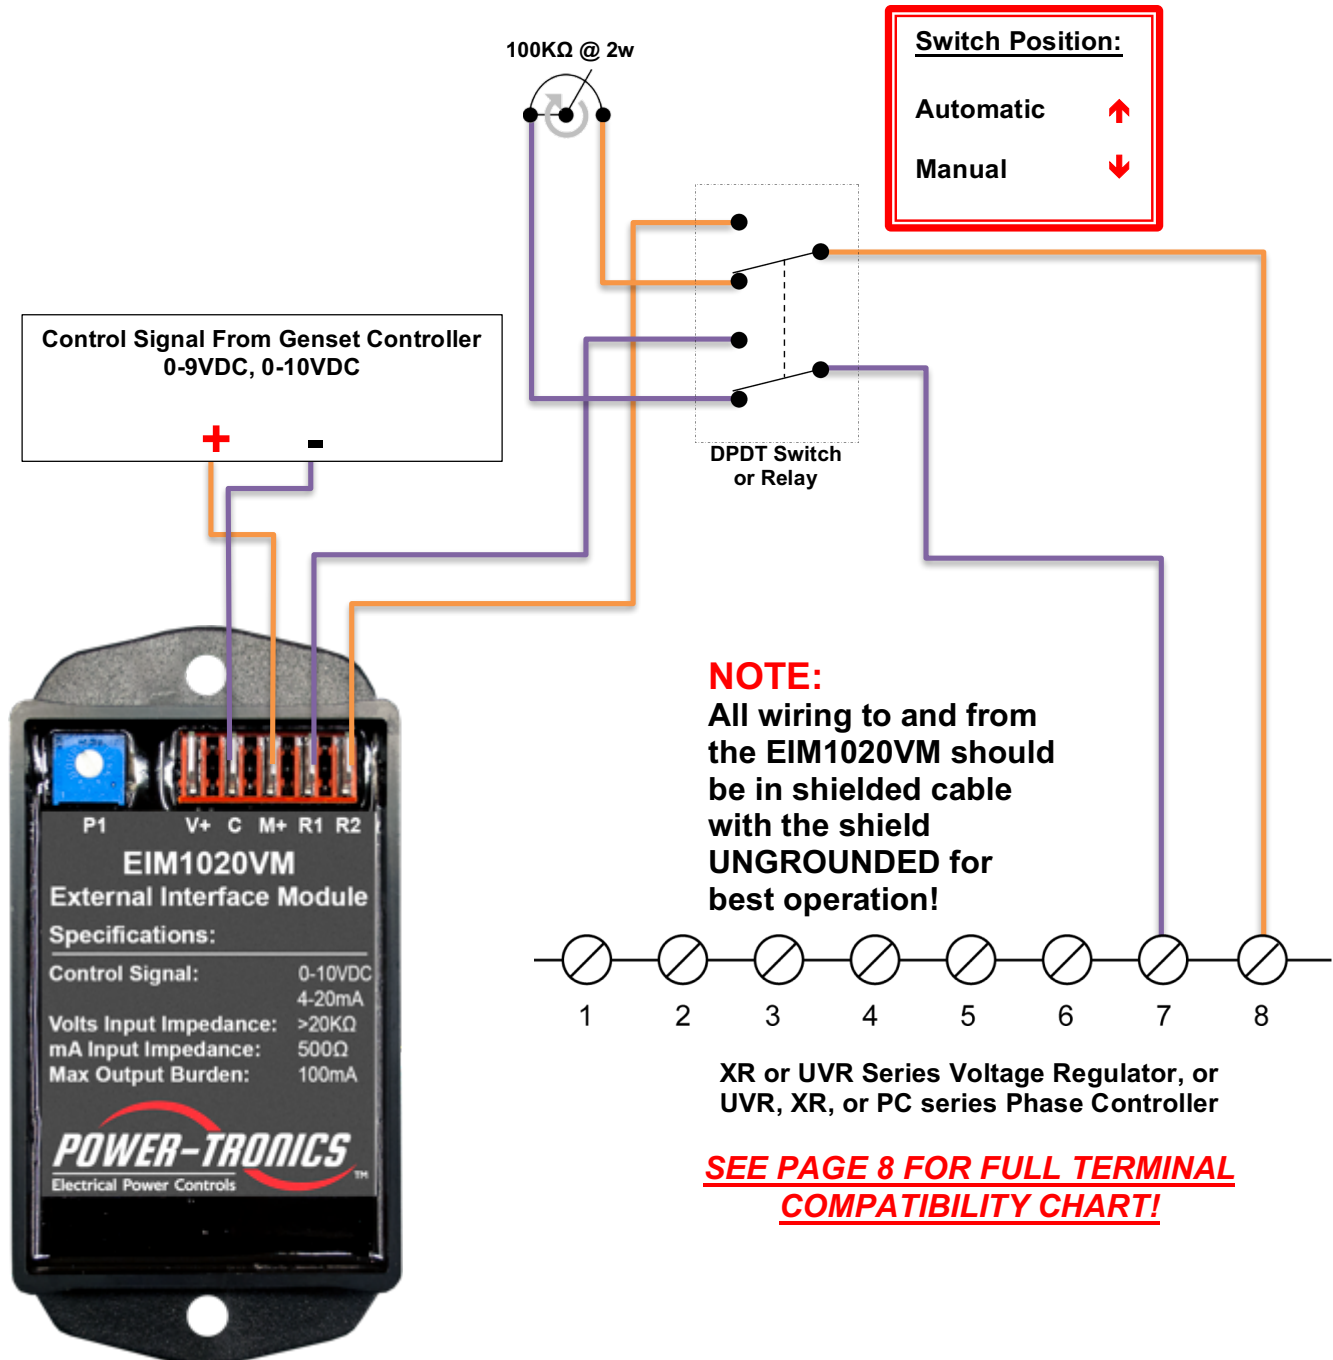 100KΩ @ 2w
Switch Position:
Automatic
Manual
Control Signal From Genset Controller
0-9VDC, 0-10VDC
+ -
DPDT Switch
or Relay
NOTE:
All wiring to and from
the EIM1020VM should
be in shielded cable
with the shield
UNGROUNDED for
best operation!
P1 V+ C M+ R1 R2
EIM1020VM
External Interface Module
Specifications:
Control Signal: 0-10VDC
4-20mA
Volts Input Impedance: >20KΩ
mA Input Impedance: 500Ω
Max Output Burden: 100mA
POWER-TRONICS
TM
Electrical Power Controls
1 2 3 4 5 6 7 8
XR or UVR Series Voltage Regulator, or
UVR, XR, or PC series Phase Controller
SEE PAGE 8 FOR FULL TERMINAL
COMPATIBILITY CHART!